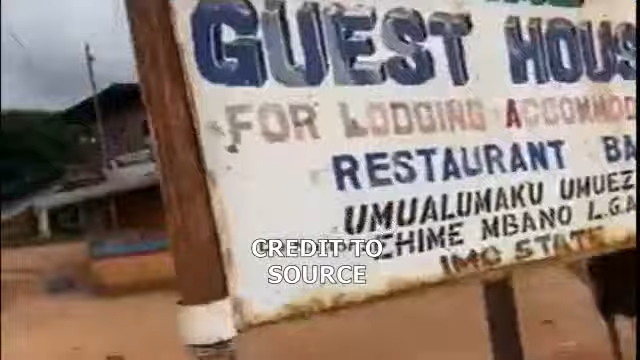 GUEST HOUS
FOR LODGING ACCOMMOD
RESTAURANT BA
UMUALUMAKU UMUEZ
EHIME MBANO L.G.A
IMO STATE
CREDIT TO
SOURCE